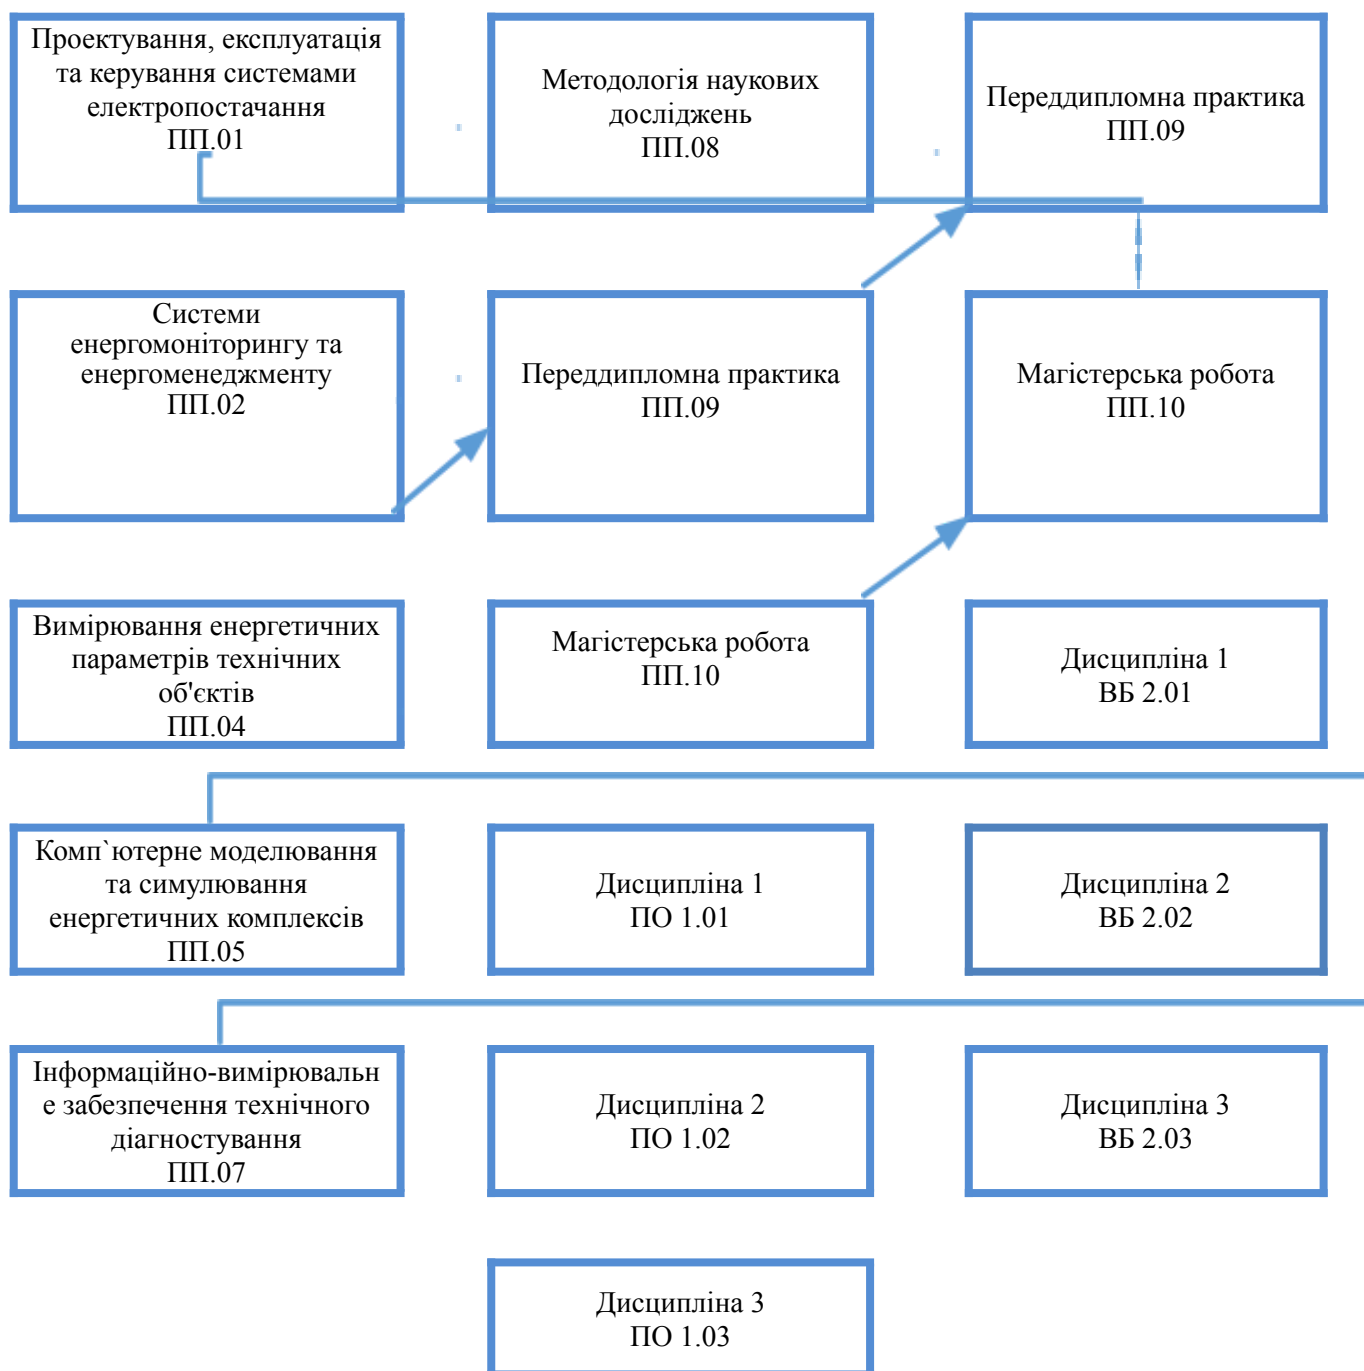 Проектування, експлуатація
та керування системами
електропостачання
ПП.01
Методологія наукових
досліджень
ПП.08
Переддипломна практика
ПП.09
Системи
енергомоніторингу та
енергоменеджменту
ПП.02
Переддипломна практика
ПП.09
Магістерська робота
ПП.10
Вимірювання енергетичних
параметрів технічних
об'єктів
ПП.04
Магістерська робота
ПП.10
Дисципліна 1
ВБ 2.01
Комп`ютерне моделювання
та симулювання
енергетичних комплексів
ПП.05
Дисципліна 1
ПО 1.01
Дисципліна 2
ВБ 2.02
Інформаційно-вимірювальн
е забезпечення технічного
діагностування
ПП.07
Дисципліна 2
ПО 1.02
Дисципліна 3
ВБ 2.03
Дисципліна 3
ПО 1.03